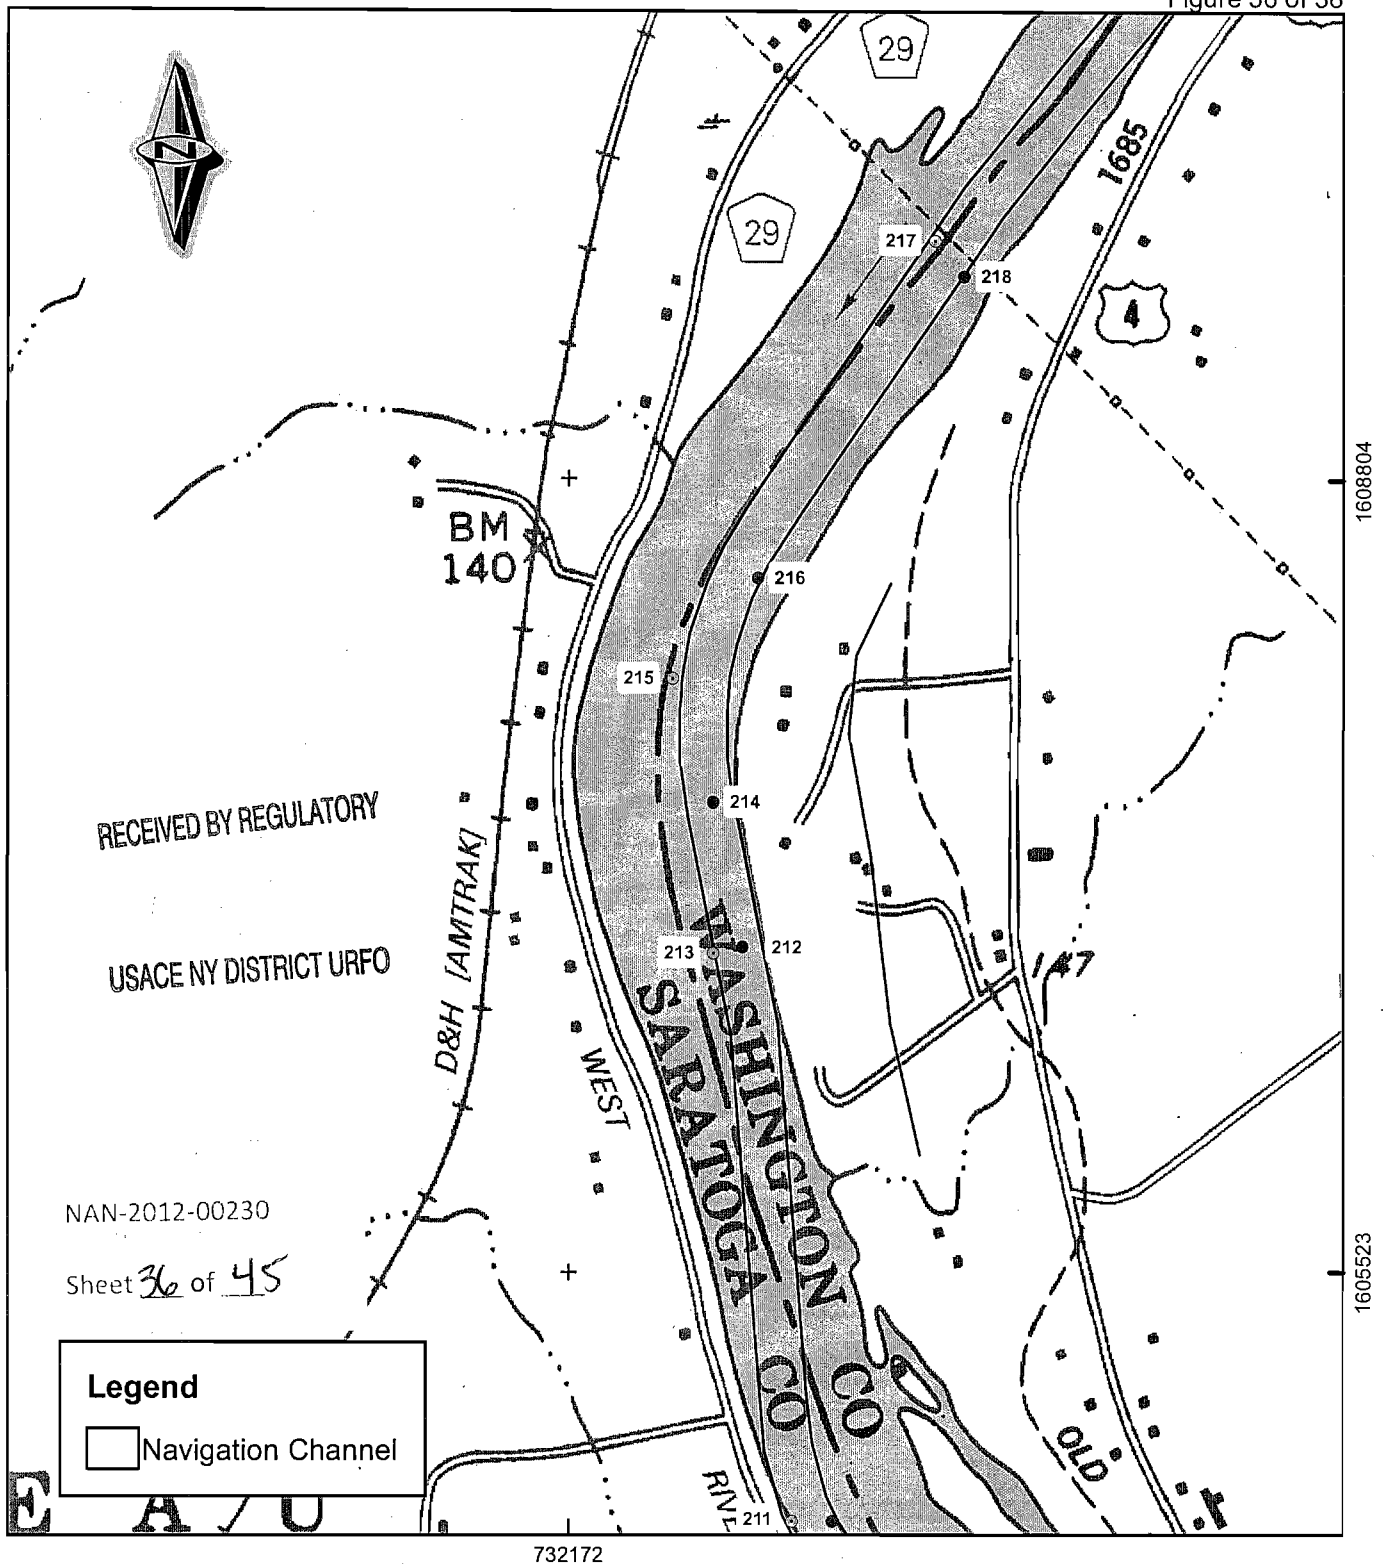 Figure 36 of 38
29
N
1685
29
217
218
4
1608804
BM
140
216
215
214
RECEIVED BY REGULATORY
D&H [AMTRAK]
213
212
147
USACE NY DISTRICT URFO
WASHINGTON CO
SARATOGA CO
WEST
NAN-2012-00230
Sheet 36 of 45
1605523
Legend
Navigation Channel
OLD
211
732172